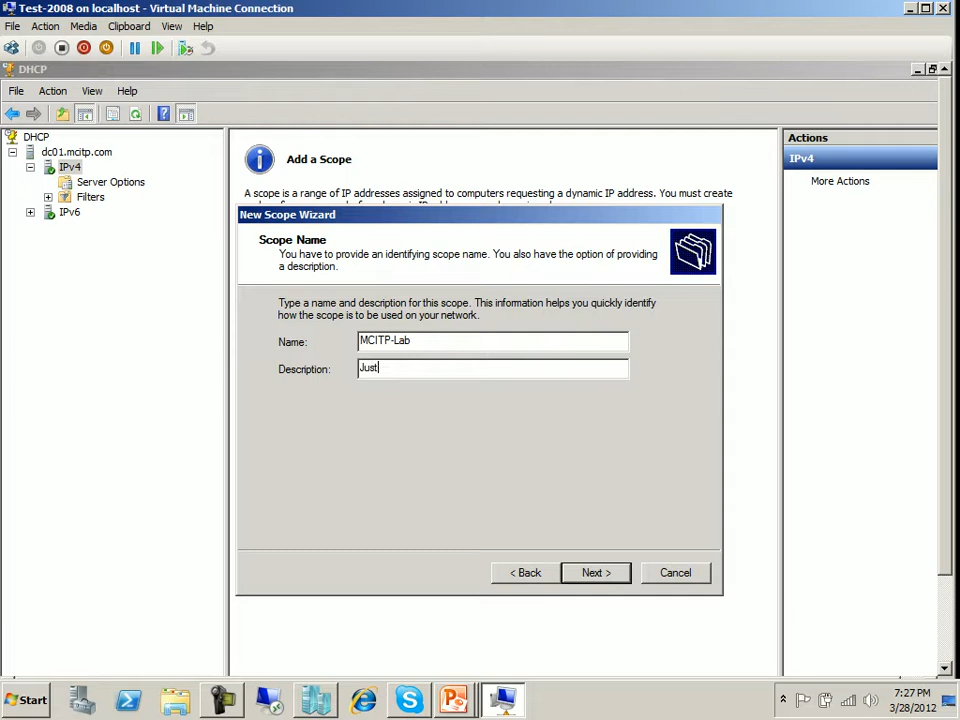 Test-2008 on localhost - Virtual Machine Connection
File Action Media Clipboard View Help
DHCP
File Action View Help
DHCP
dc01.mcitp.com
IPv4
Server Options
Filters
IPv6
Add a Scope
A scope is a range of IP addresses assigned to computers requesting a dynamic IP address. You must create
New Scope Wizard
Scope Name
You have to provide an identifying scope name. You also have the option of providing
a description.
Type a name and description for this scope. This information helps you quickly identify
how the scope is to be used on your network.
Name: MCITP-Lab
Description: Just
< Back Next > Cancel
Actions
IPv4
More Actions
Start
7:27 PM
3/28/2012